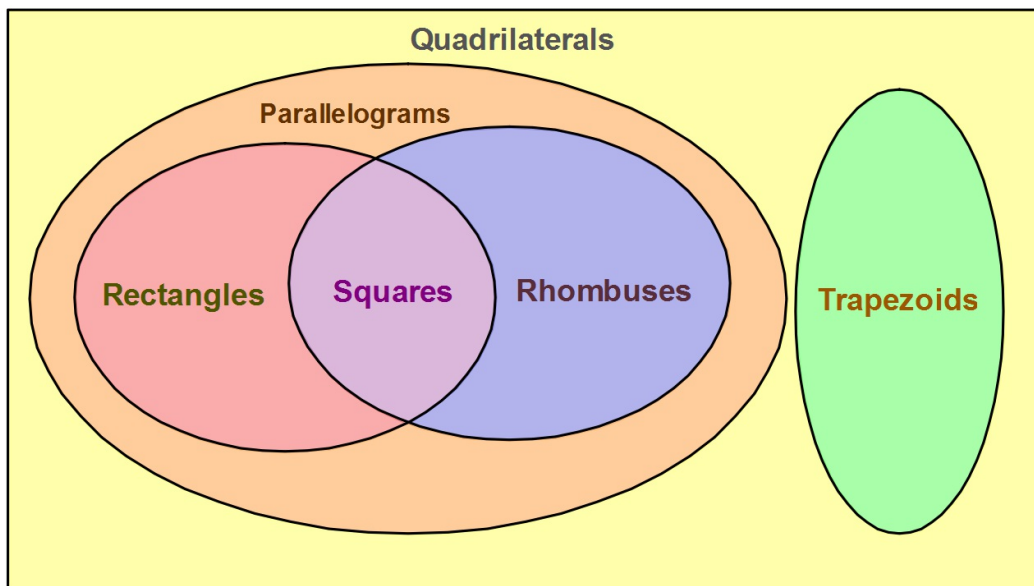 Quadrilaterals
Parallelograms
Rectangles
Squares
Rhombuses
Trapezoids